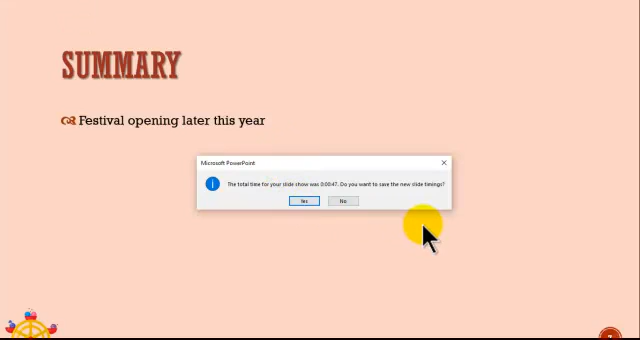 SUMMARY
Festival opening later this year
Microsoft PowerPoint
The total time for your slide show was 0:00:47. Do you want to save the new slide timings?
Yes
No